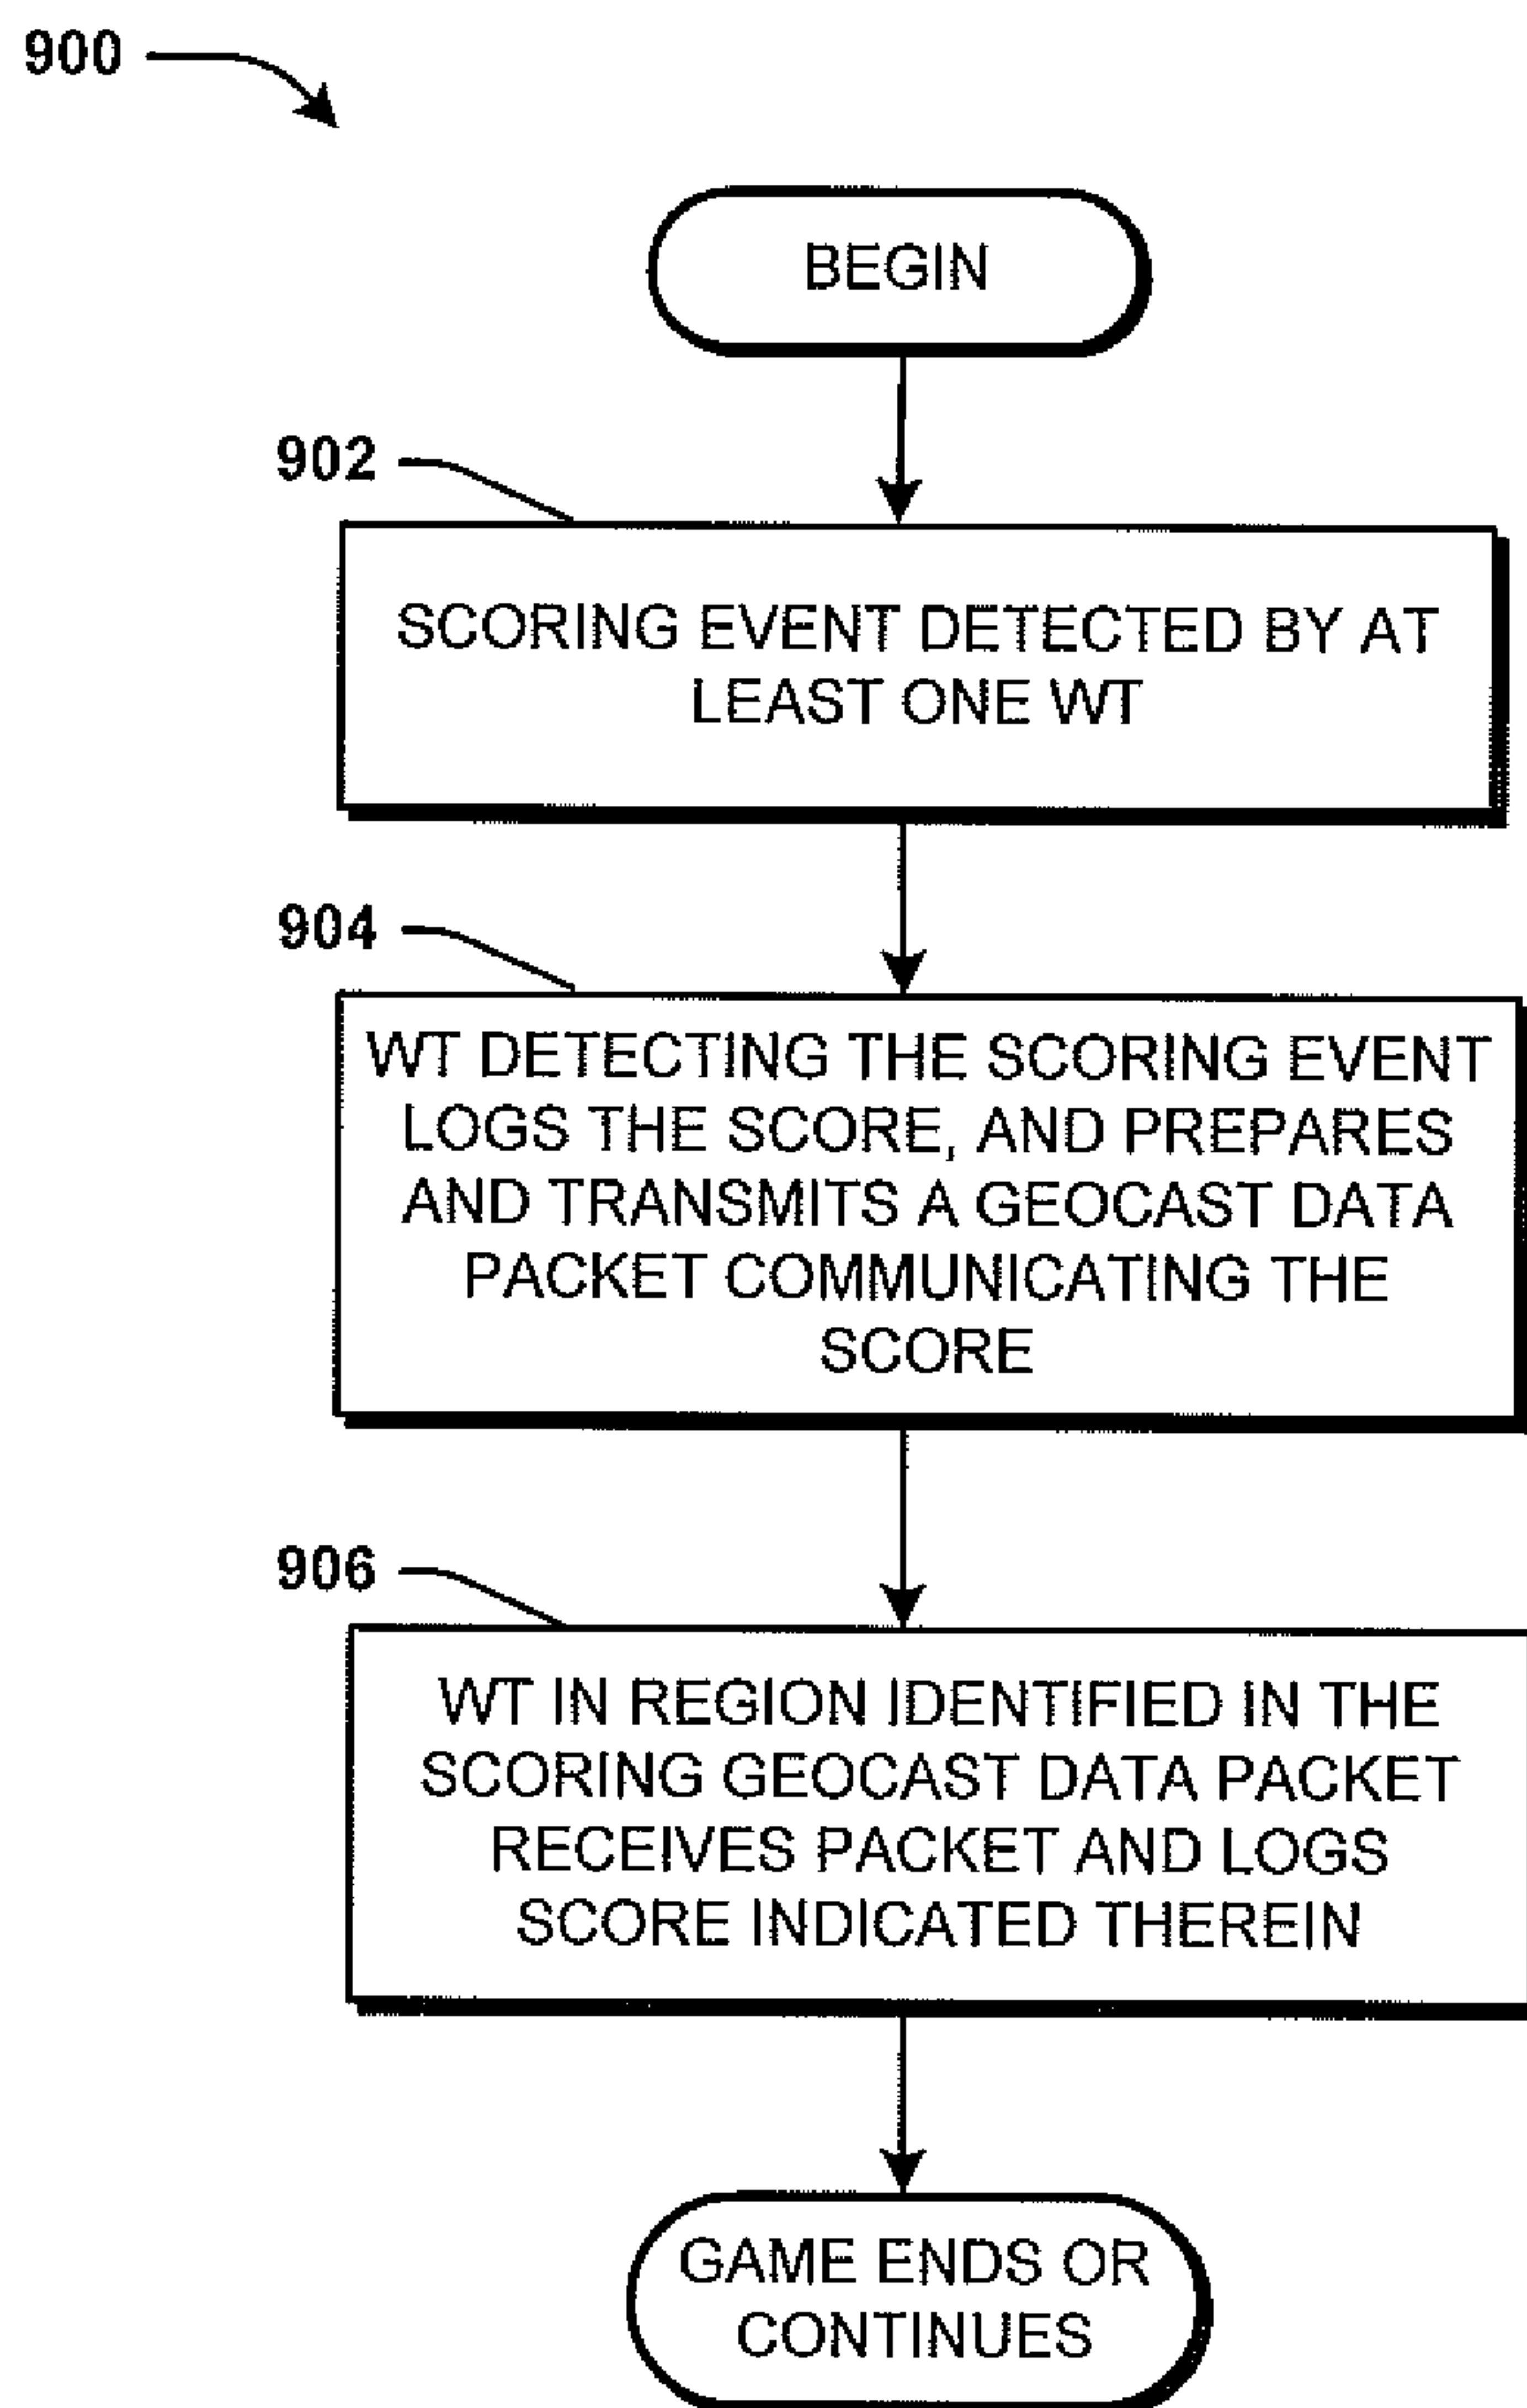 900
BEGIN
902
SCORING EVENT DETECTED BY AT
LEAST ONE WT
904
WT DETECTING THE SCORING EVENT
LOGS THE SCORE, AND PREPARES
AND TRANSMITS A GEOCAST DATA
PACKET COMMUNICATING THE
SCORE
906
WT IN REGION IDENTIFIED IN THE
SCORING GEOCAST DATA PACKET
RECEIVES PACKET AND LOGS
SCORE INDICATED THEREIN
GAME ENDS OR
CONTINUES